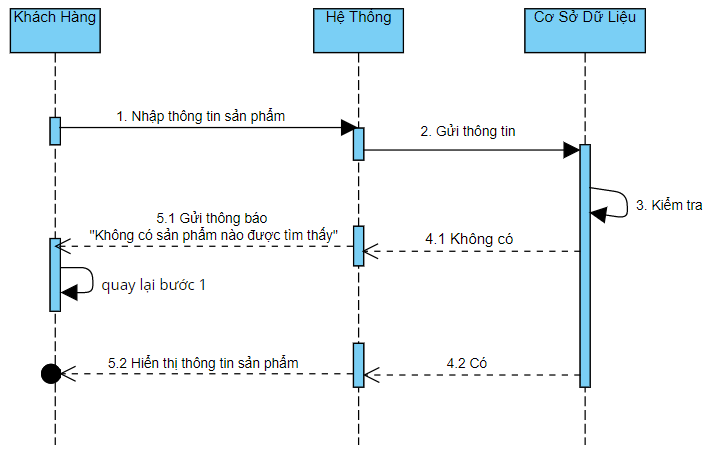 Khách Hàng
Hệ Thông
Cơ Sở Dữ Liệu
1. Nhập thông tin sản phẩm
2. Gửi thông tin
3. Kiểm tra
5.1 Gửi thông báo
"Không có sản phẩm nào được tìm thấy"
4.1 Không có
quay lại bước 1
5.2 Hiển thị thông tin sản phẩm
4.2 Có